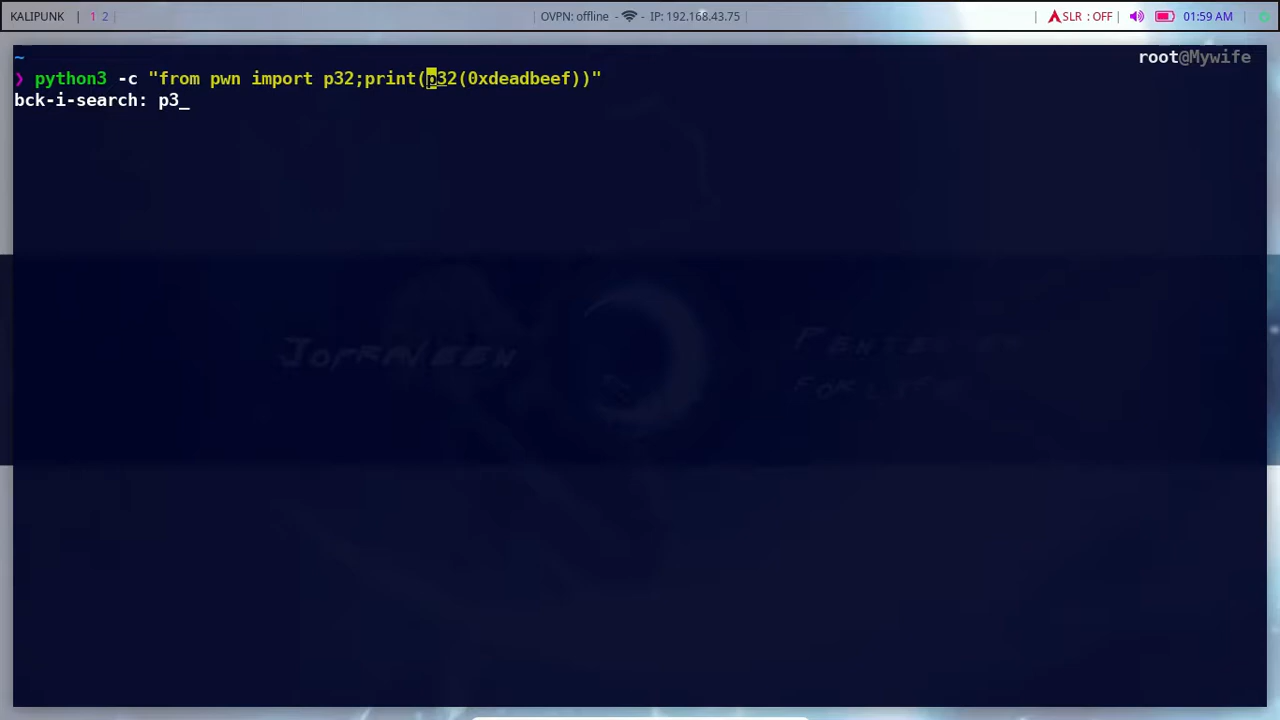 KALIPUNK | 1 2 | OVPN: offline - - IP: 192.168.43.75 | | SLR : OFF 01:59 AM |
~ root@Mywife
❯ python3 -c "from pwn import p32;print(p32(0xdeadbeef))"
bck-i-search: p3_